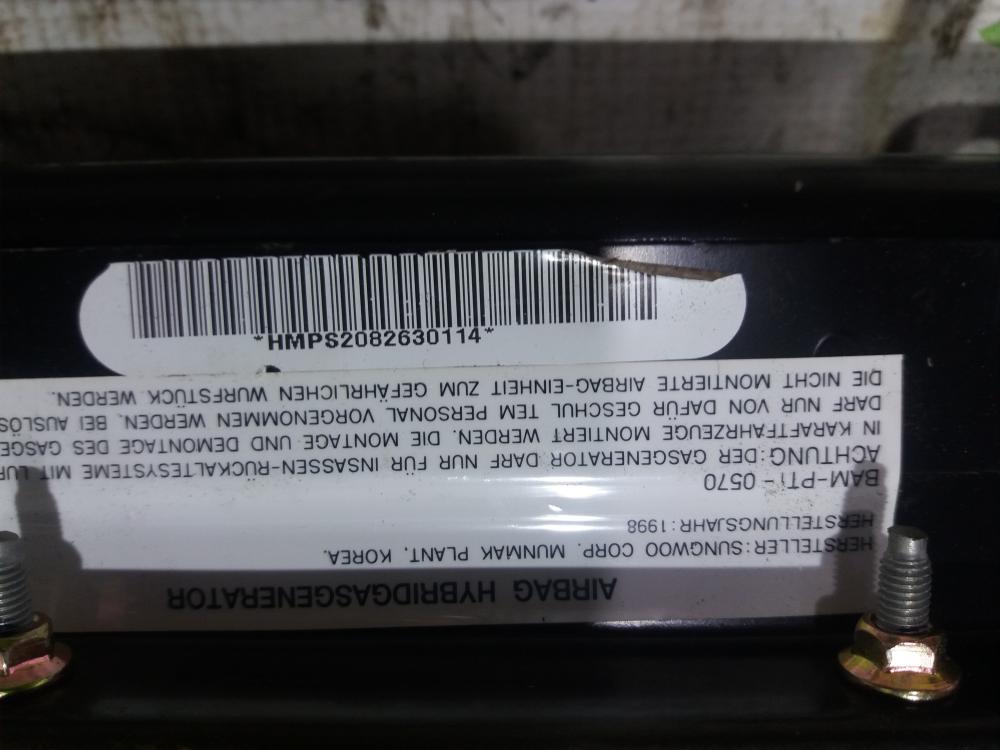 *HMPS2082630114*
AIRBAG HYBRIDGASGENERATOR
HERSTELLER: SUNGWOO CORP. MUNMAK PLANT, KOREA.
HERSTELLUNGSJAHR: 1998
BAM-PT1- 0570
ACHTUNG: DER GASGENERATOR DARF NUR FÜR INSASSEN-RÜCKALTESYSTEME MIT
IN KARAFTFAHRZEUGE MONTIERT WERDEN. DIE MONTAGE UND DEMONTAGE DES
DARF NUR VON DAFÜR GESCHUL TEM PERSONAL VORGENOMMEN WERDEN. BEI
DIE NICHT MONTIERTE AIRBAG-EINHEIT ZUM GEFÄHRLICHEN WURFSTÜCK WERDEN.